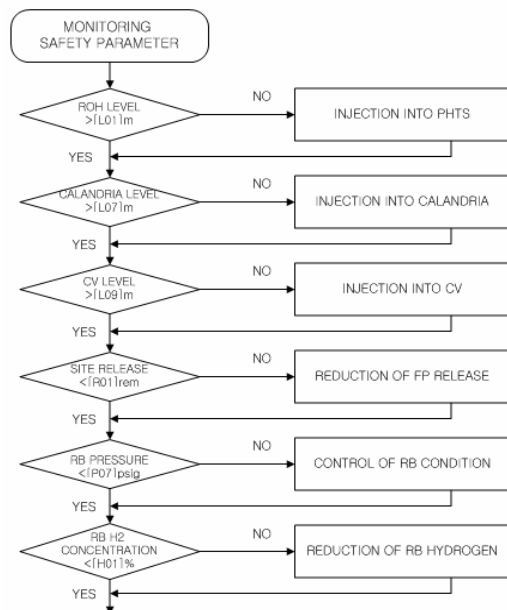 MONITORING
SAFETY PARAMETER
ROH LEVEL
>⌈L01⌉m
NO
INJECTION INTO PHTS
YES
CALANDRIA LEVEL
>⌈L07⌉m
NO
INJECTION INTO CALANDRIA
YES
CV LEVEL
>⌈L09⌉m
NO
INJECTION INTO CV
YES
SITE RELEASE
<⌈R01⌉rem
NO
REDUCTION OF FP RELEASE
YES
RB PRESSURE
<⌈P07⌉psig
NO
CONTROL OF RB CONDITION
YES
RB H2
CONCENTRATION
<⌈H01⌉%
NO
REDUCTION OF RB HYDROGEN
YES